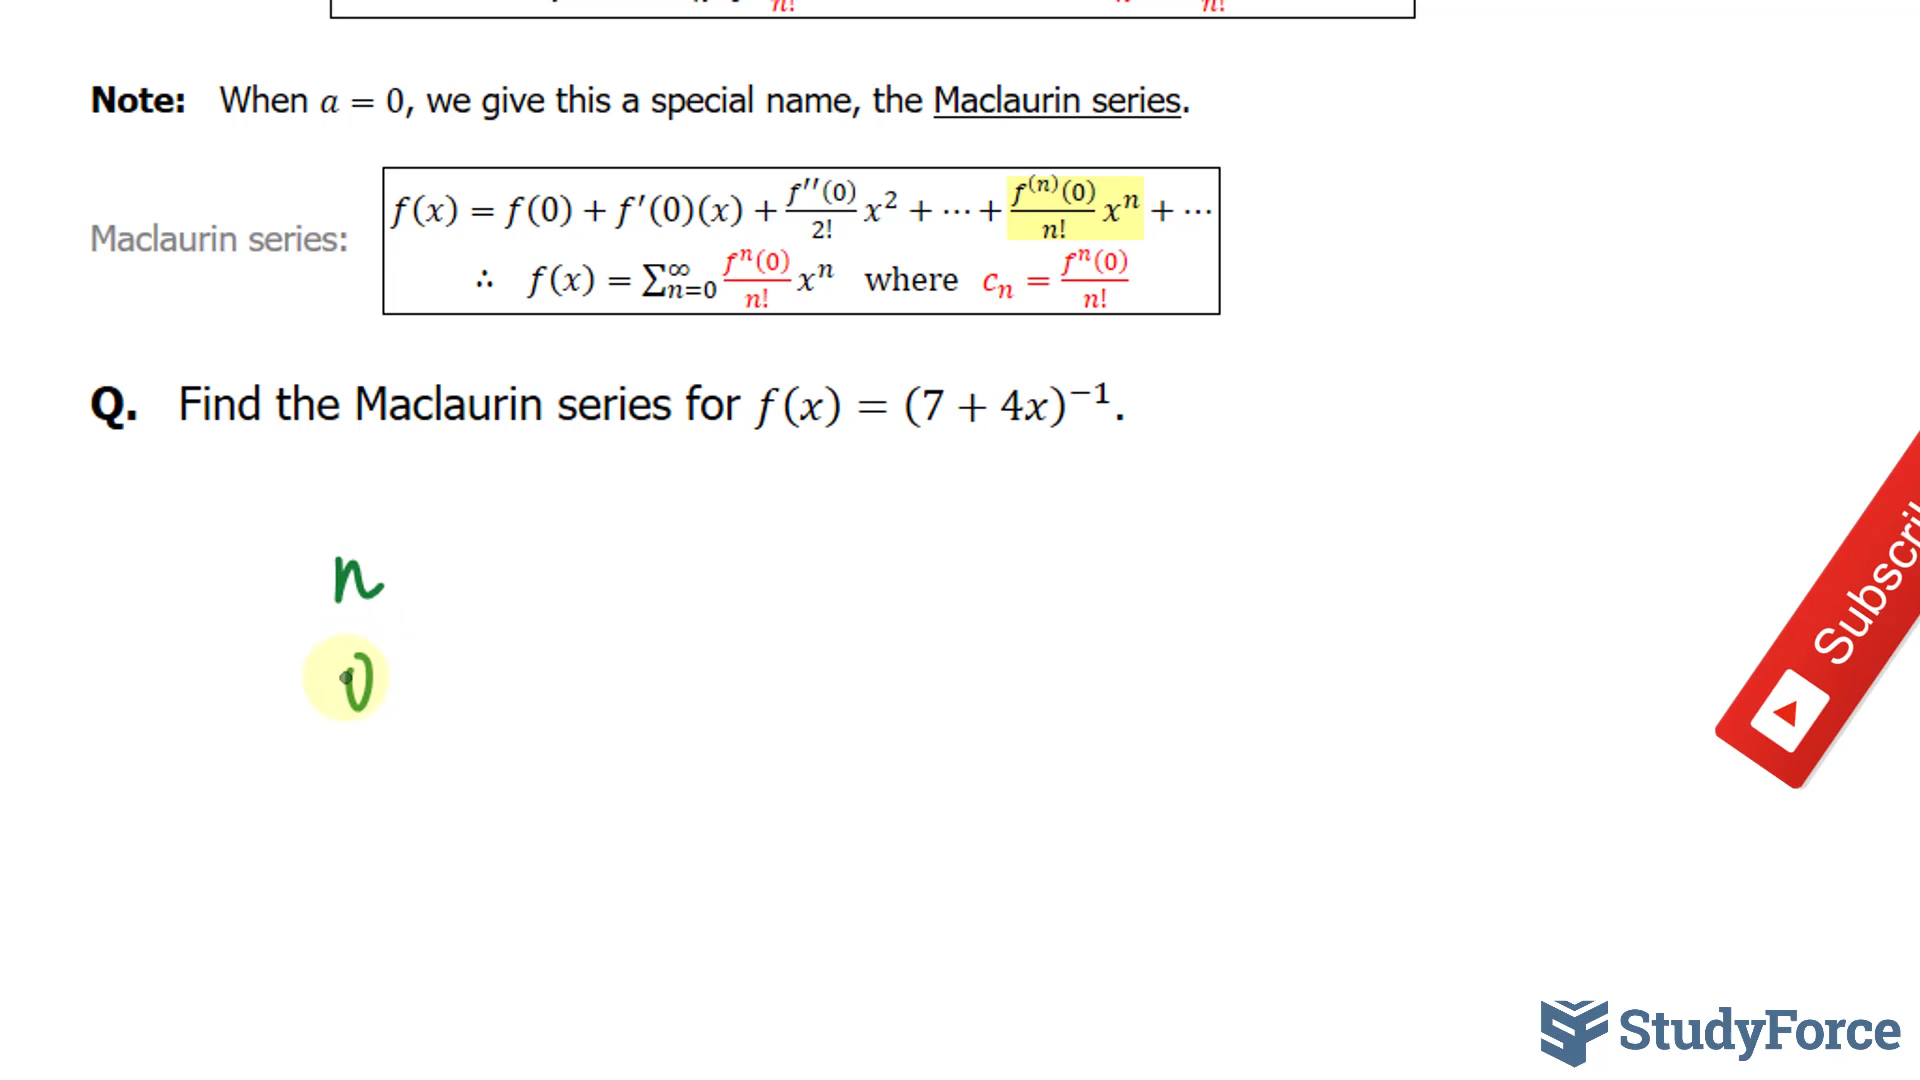 n!
n!
Note: When a = 0, we give this a special name, the Maclaurin series.
Maclaurin series:
f(x) = f(0) + f′(0)(x) + f′′(0)/2! x² + ⋯ + f⁽ⁿ⁾(0)/n! xⁿ + ⋯
∴ f(x) = ∑ₙ₌₀^∞ fⁿ(0)/n! xⁿ where cₙ = fⁿ(0)/n!
Q. Find the Maclaurin series for f(x) = (7 + 4x)⁻¹.
n
0
StudyForce